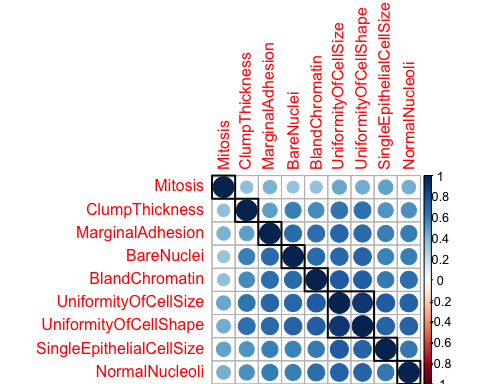 Mitosis
ClumpThickness
MarginalAdhesion
BareNuclei
BlandChromatin
UniformityOfCellSize
UniformityOfCellShape
SingleEpithelialCellSize
NormalNucleoli
Mitosis
ClumpThickness
MarginalAdhesion
BareNuclei
BlandChromatin
UniformityOfCellSize
UniformityOfCellShape
SingleEpithelialCellSize
NormalNucleoli
1
0.8
0.6
0.4
0.2
0
-0.2
-0.4
-0.6
-0.8
-1